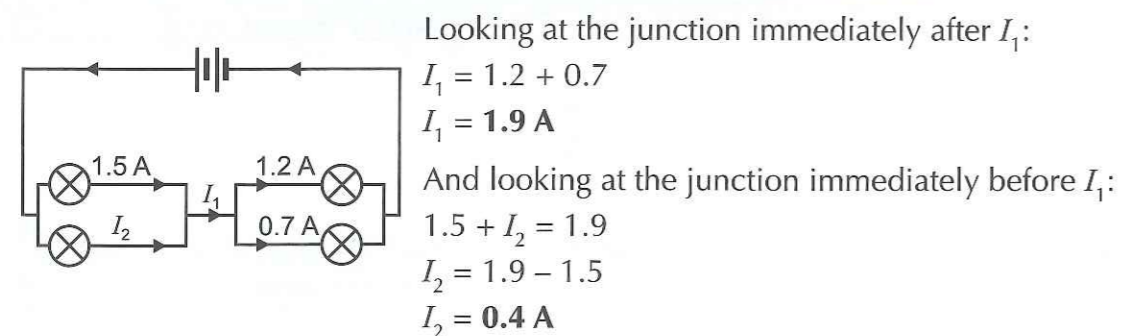 Looking at the junction immediately after I₁:
I₁ = 1.2 + 0.7
I₁ = 1.9 A
And looking at the junction immediately before I₁:
1.5 + I₂ = 1.9
I₂ = 1.9 – 1.5
I₂ = 0.4 A
1.5 A
1.2 A
I₁
I₂
0.7 A